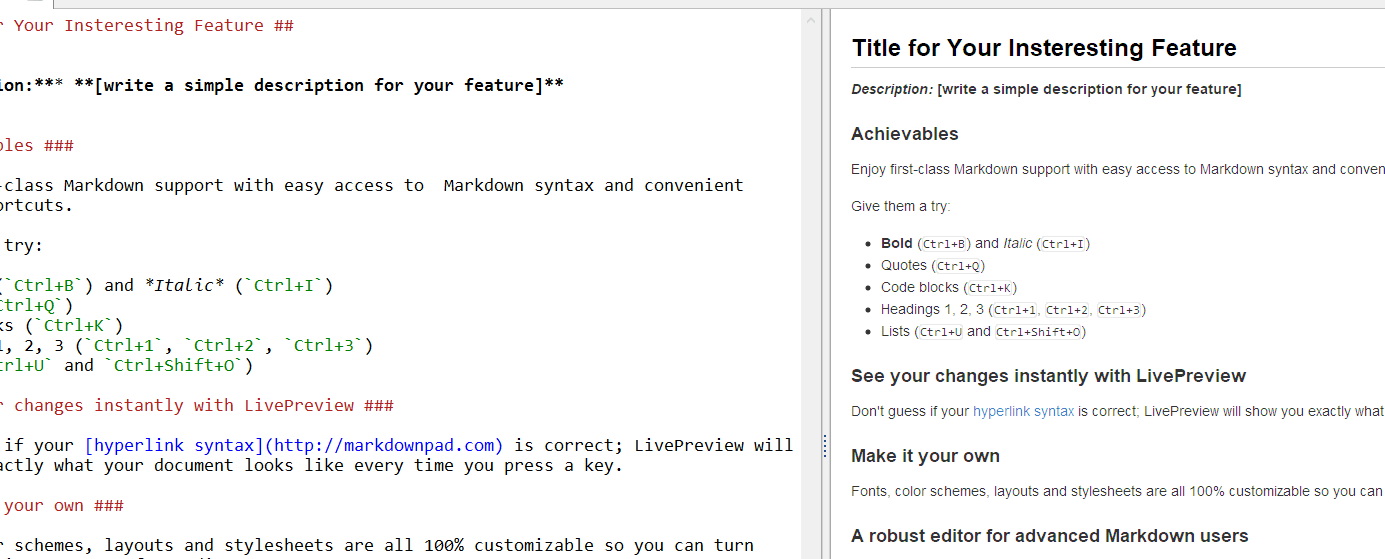 r Your Insteresting Feature ##
ion:*** **[write a simple description for your feature]**
bles ###
-class Markdown support with easy access to  Markdown syntax and convenient
ortcuts.
try:
(`Ctrl+B`) and *Italic* (`Ctrl+I`)
Ctrl+Q`)
ks (`Ctrl+K`)
1, 2, 3 (`Ctrl+1`, `Ctrl+2`, `Ctrl+3`)
trl+U` and `Ctrl+Shift+O`)
r changes instantly with LivePreview ###
if your [hyperlink syntax](http://markdownpad.com) is correct; LivePreview will
actly what your document looks like every time you press a key.
your own ###
r schemes, layouts and stylesheets are all 100% customizable so you can turn
Title for Your Insteresting Feature
Description: [write a simple description for your feature]
Achievables
Enjoy first-class Markdown support with easy access to Markdown syntax and conven
Give them a try:
• Bold (Ctrl+B) and Italic (Ctrl+I)
• Quotes (Ctrl+Q)
• Code blocks (Ctrl+K)
• Headings 1, 2, 3 (Ctrl+1, Ctrl+2, Ctrl+3)
• Lists (Ctrl+U and Ctrl+Shift+O)
See your changes instantly with LivePreview
Don't guess if your hyperlink syntax is correct; LivePreview will show you exactly what
Make it your own
Fonts, color schemes, layouts and stylesheets are all 100% customizable so you can
A robust editor for advanced Markdown users